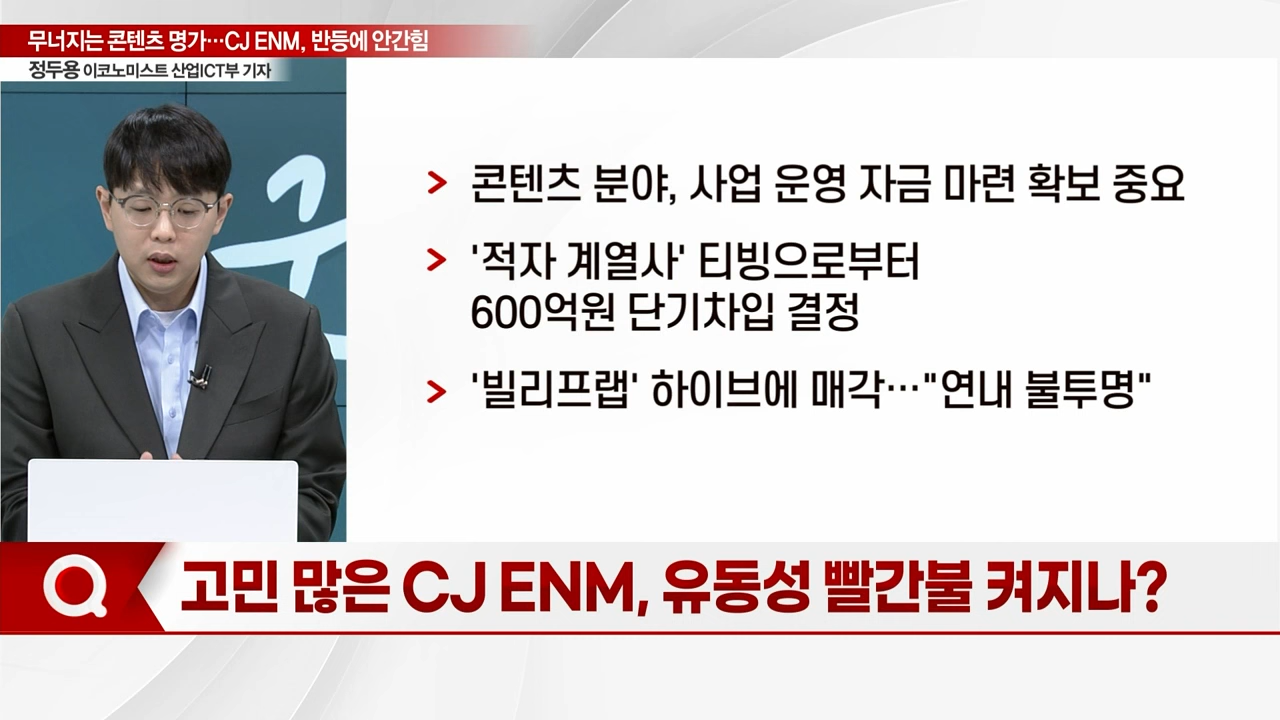 무너지는 콘텐츠 명가…CJ ENM, 반등에 안간힘
정두용 이코노미스트 산업ICT부 기자
> 콘텐츠 분야, 사업 운영 자금 마련 확보 중요
> '적자 계열사' 티빙으로부터
600억원 단기차입 결정
> '빌리프랩' 하이브에 매각…"연내 불투명"
Q 고민 많은 CJ ENM, 유동성 빨간불 켜지나?